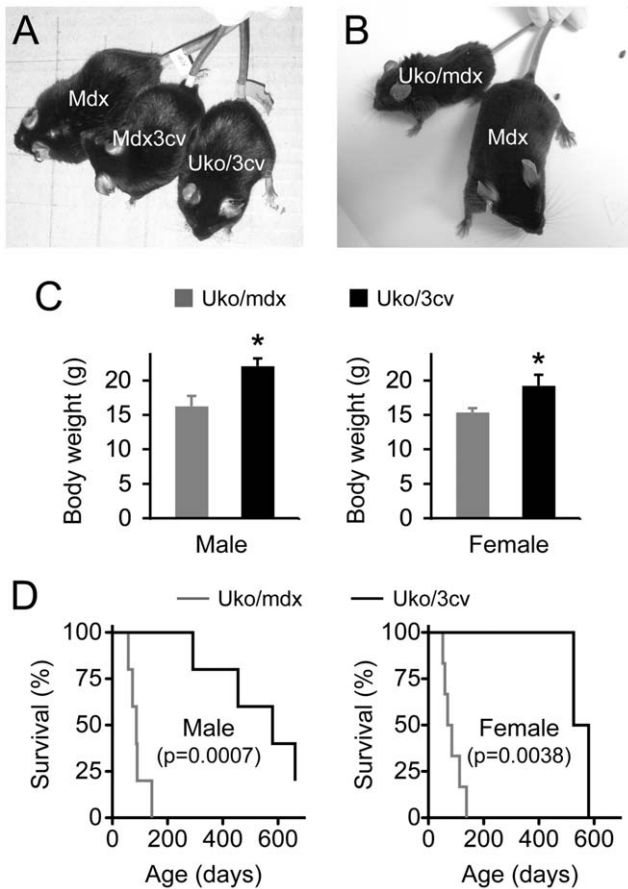 A
Mdx
Mdx3cv
Uko/3cv
B
Uko/mdx
Mdx
C
Uko/mdx
Uko/3cv
Body weight (g)
20
15
10
5
0
*
Male
Body weight (g)
20
15
10
5
0
*
Female
D
Uko/mdx
Uko/3cv
Survival (%)
100
75
50
25
0
Male
(p=0.0007)
0 200 400 600
Age (days)
Survival (%)
100
75
50
25
0
Female
(p=0.0038)
0 200 400 600
Age (days)